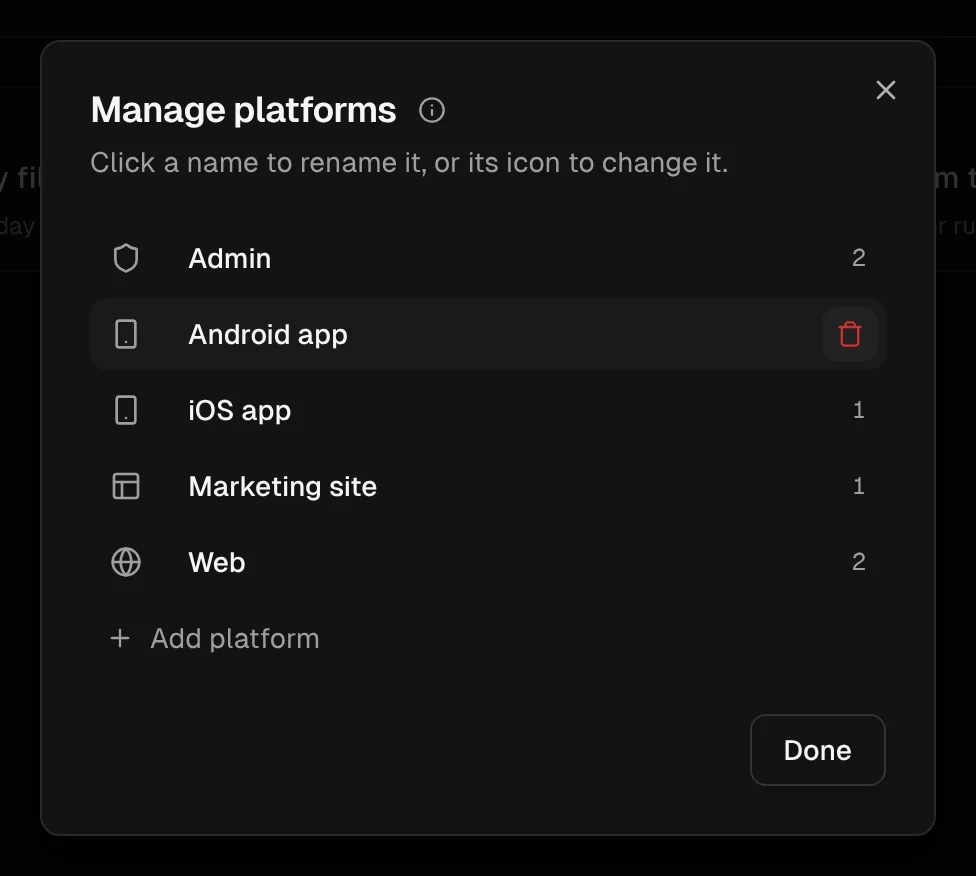 Manage platforms
Click a name to rename it, or its icon to change it.
Admin 2
Android app
iOS app 1
Marketing site 1
Web 2
Add platform
Done